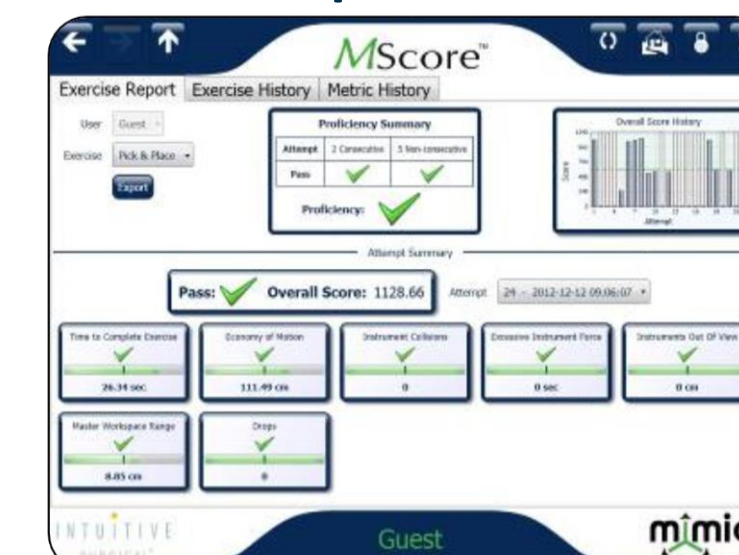 MScore™
Exercise Report Exercise History Metric History
User Guest
Exercise Pick & Place
Export
Proficiency Summary
Attempt 2 Consecutive 5 Non-consecutive
Pass
Proficiency:
Overall Score History
Score
Attempt
Attempt Summary
Pass: Overall Score: 1128.66 Attempt 24 - 2012-12-12 09:06:07
Time to Complete Exercise
26.34 sec
Economy of Motion
111.49 cm
Instrument Collisions
0
Excessive Instrument Force
0 sec
Instruments Out Of View
0 cm
Master Workspace Range
8.85 cm
Drops
0
INTUITIVE
Guest
mimic